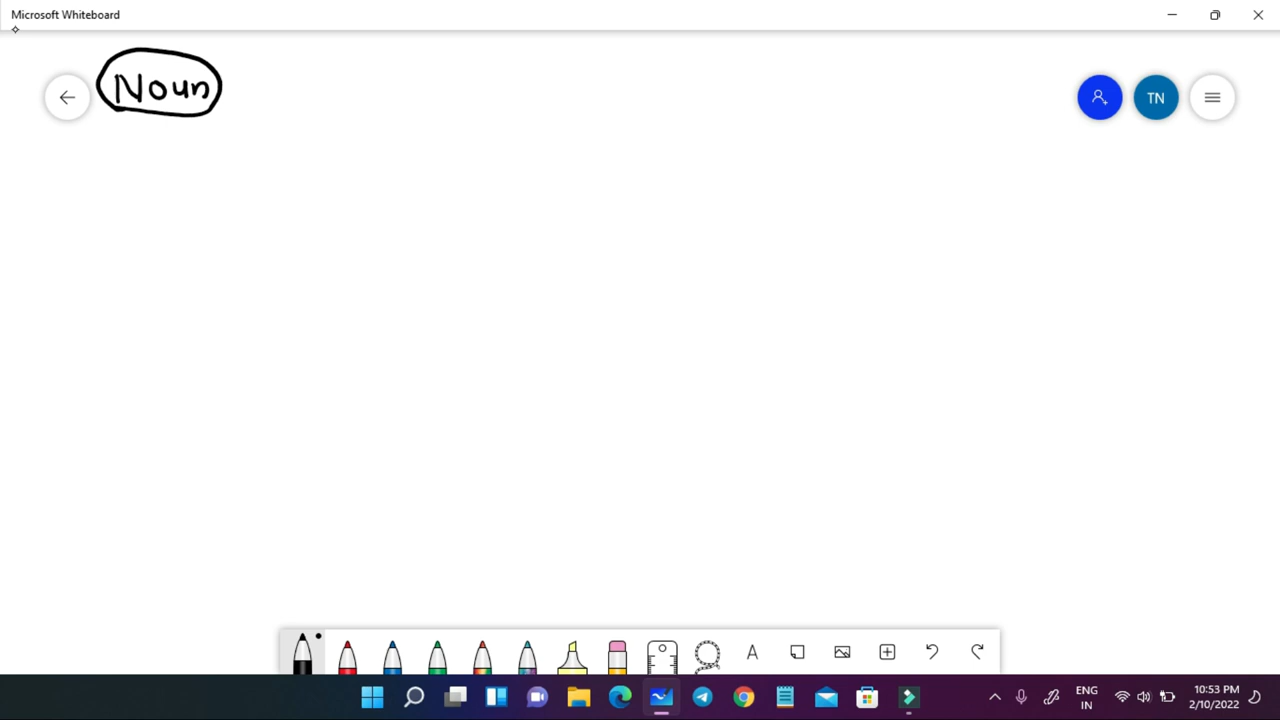 Microsoft Whiteboard
Noun
TN
A
ENG
IN
10:53 PM
2/10/2022